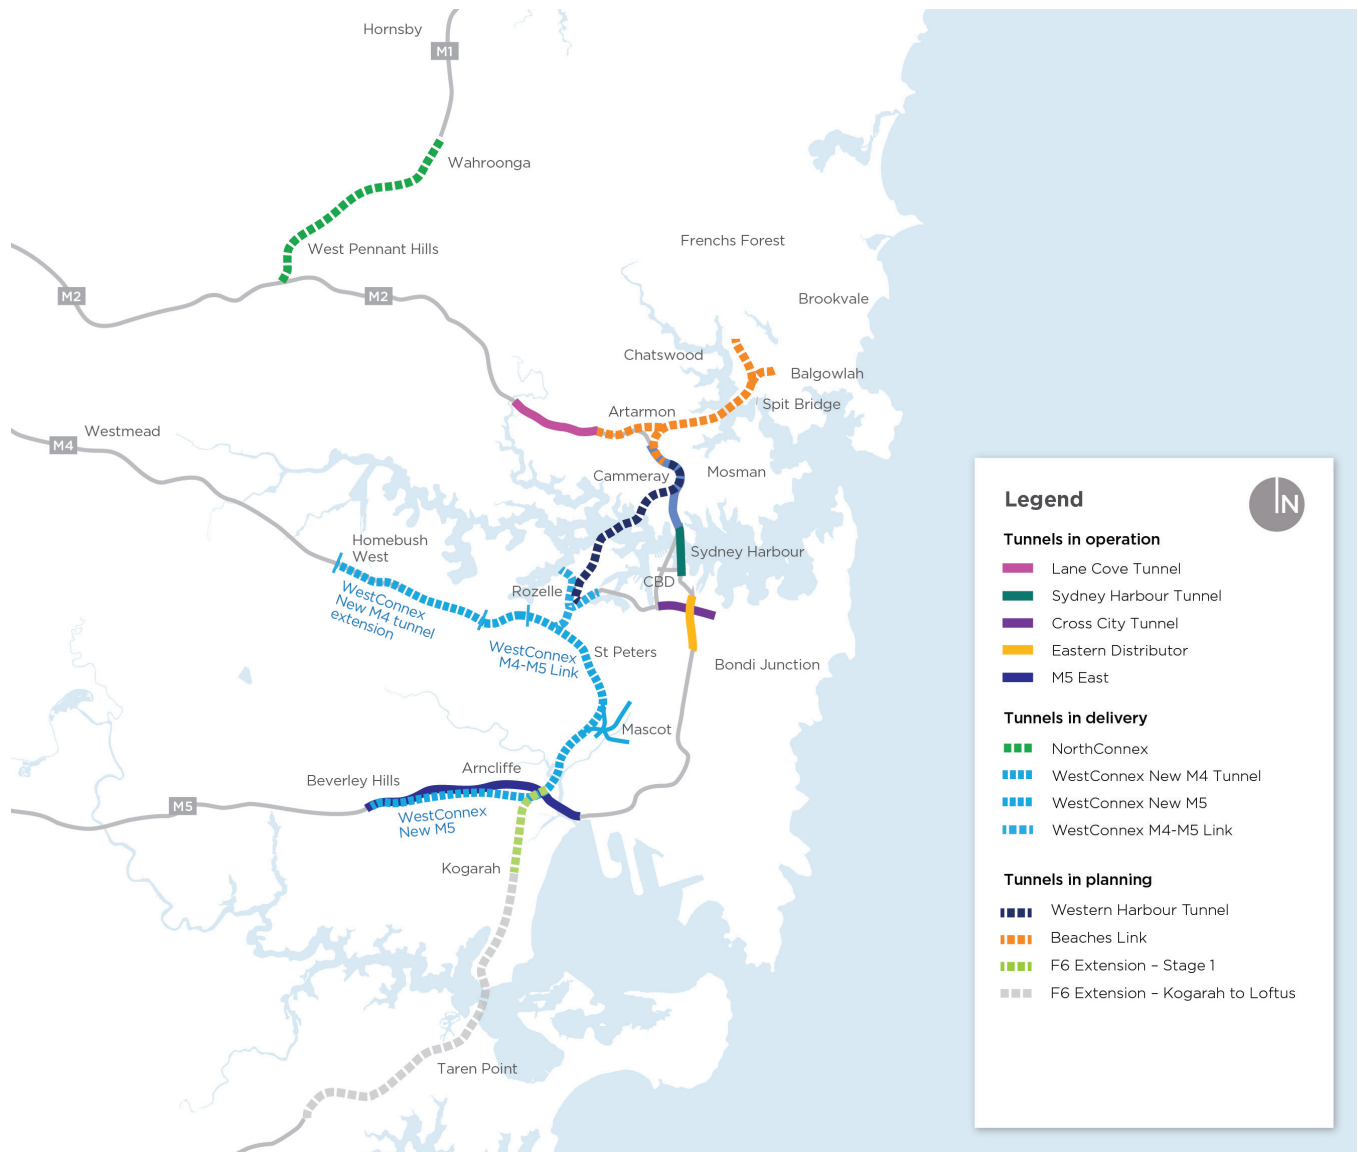 Hornsby
M1
Wahroonga
West Pennant Hills
Frenchs Forest
M2
M2
Brookvale
Chatswood
Balgowlah
Spit Bridge
Artarmon
Westmead
M4
Cammeray
Mosman
Homebush
West
Sydney Harbour
CBD
Rozelle
WestConnex
New M4 tunnel
extension
WestConnex
M4-M5 Link
St Peters
Bondi Junction
Mascot
Arncliffe
Beverley Hills
M5
WestConnex
New M5
Kogarah
Taren Point
Legend
N
Tunnels in operation
Lane Cove Tunnel
Sydney Harbour Tunnel
Cross City Tunnel
Eastern Distributor
M5 East
Tunnels in delivery
NorthConnex
WestConnex New M4 Tunnel
WestConnex New M5
WestConnex M4-M5 Link
Tunnels in planning
Western Harbour Tunnel
Beaches Link
F6 Extension – Stage 1
F6 Extension – Kogarah to Loftus